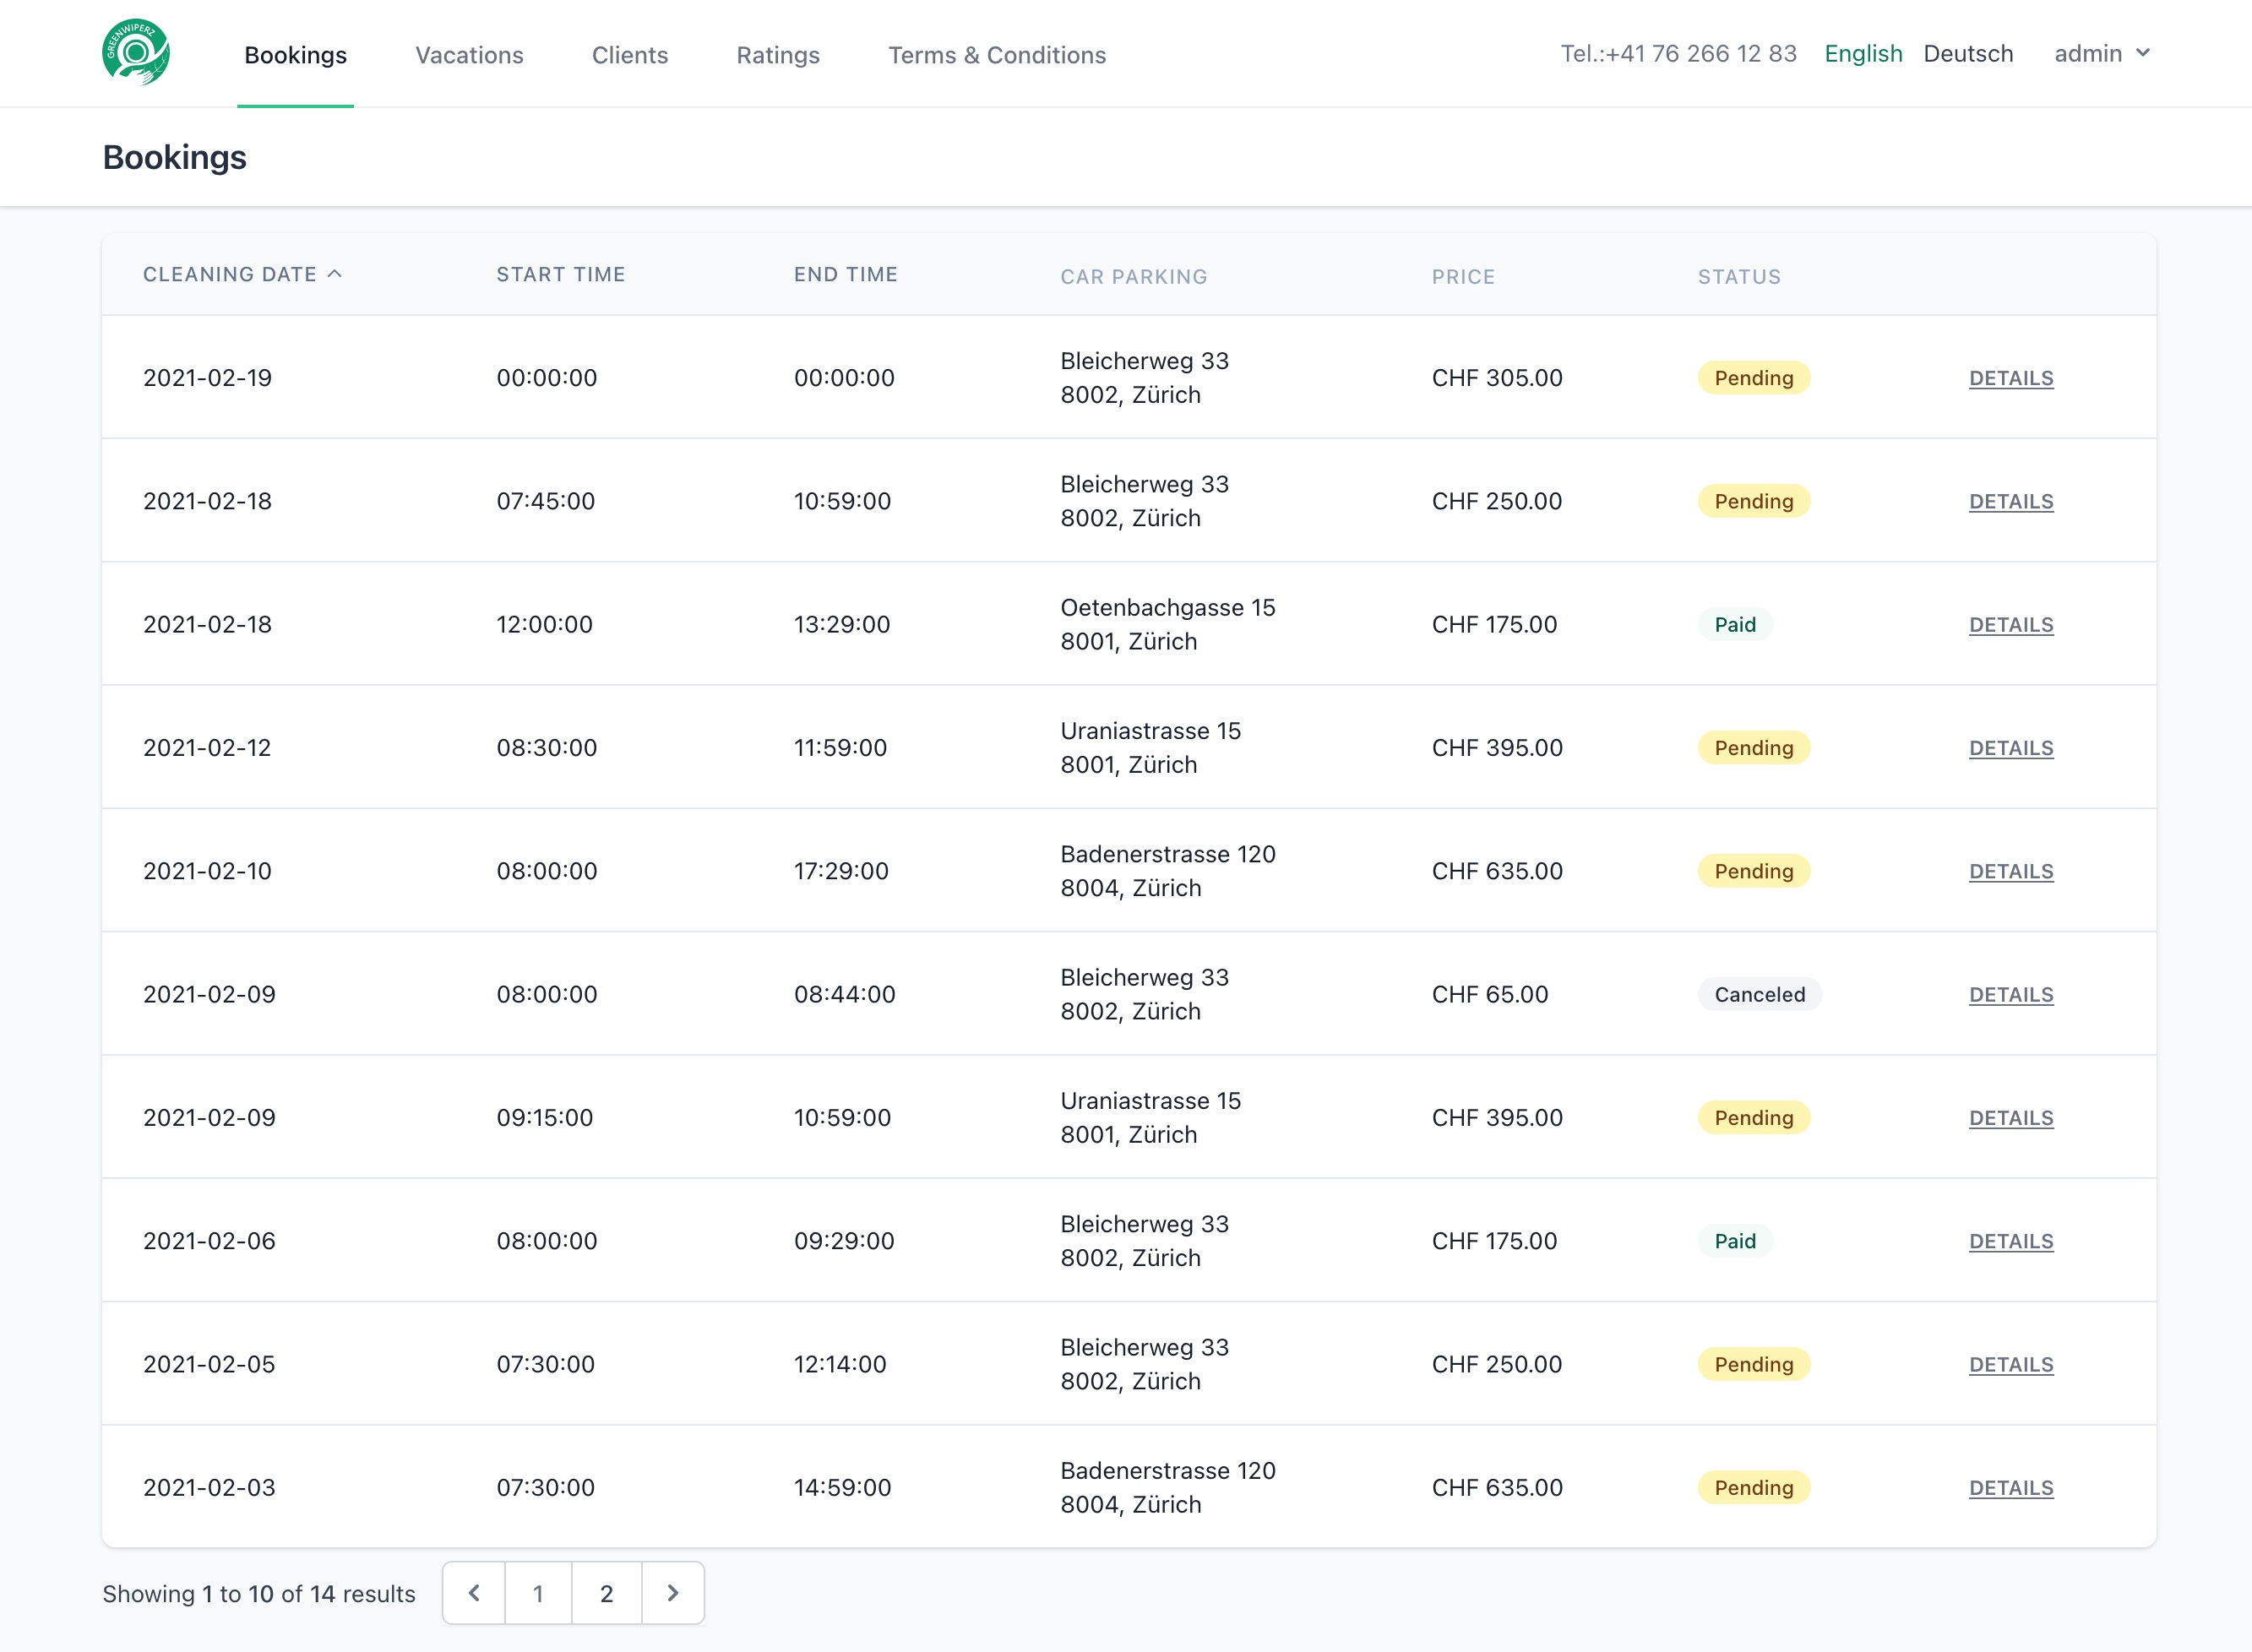 GREENWIPERZ
Bookings Vacations Clients Ratings Terms & Conditions Tel.:+41 76 266 12 83 English Deutsch admin
Bookings
CLEANING DATE START TIME END TIME CAR PARKING PRICE STATUS
2021-02-19 00:00:00 00:00:00 Bleicherweg 33 CHF 305.00 Pending DETAILS
8002, Zürich
2021-02-18 07:45:00 10:59:00 Bleicherweg 33 CHF 250.00 Pending DETAILS
8002, Zürich
2021-02-18 12:00:00 13:29:00 Oetenbachgasse 15 CHF 175.00 Paid DETAILS
8001, Zürich
2021-02-12 08:30:00 11:59:00 Uraniastrasse 15 CHF 395.00 Pending DETAILS
8001, Zürich
2021-02-10 08:00:00 17:29:00 Badenerstrasse 120 CHF 635.00 Pending DETAILS
8004, Zürich
2021-02-09 08:00:00 08:44:00 Bleicherweg 33 CHF 65.00 Canceled DETAILS
8002, Zürich
2021-02-09 09:15:00 10:59:00 Uraniastrasse 15 CHF 395.00 Pending DETAILS
8001, Zürich
2021-02-06 08:00:00 09:29:00 Bleicherweg 33 CHF 175.00 Paid DETAILS
8002, Zürich
2021-02-05 07:30:00 12:14:00 Bleicherweg 33 CHF 250.00 Pending DETAILS
8002, Zürich
2021-02-03 07:30:00 14:59:00 Badenerstrasse 120 CHF 635.00 Pending DETAILS
8004, Zürich
Showing 1 to 10 of 14 results 1 2